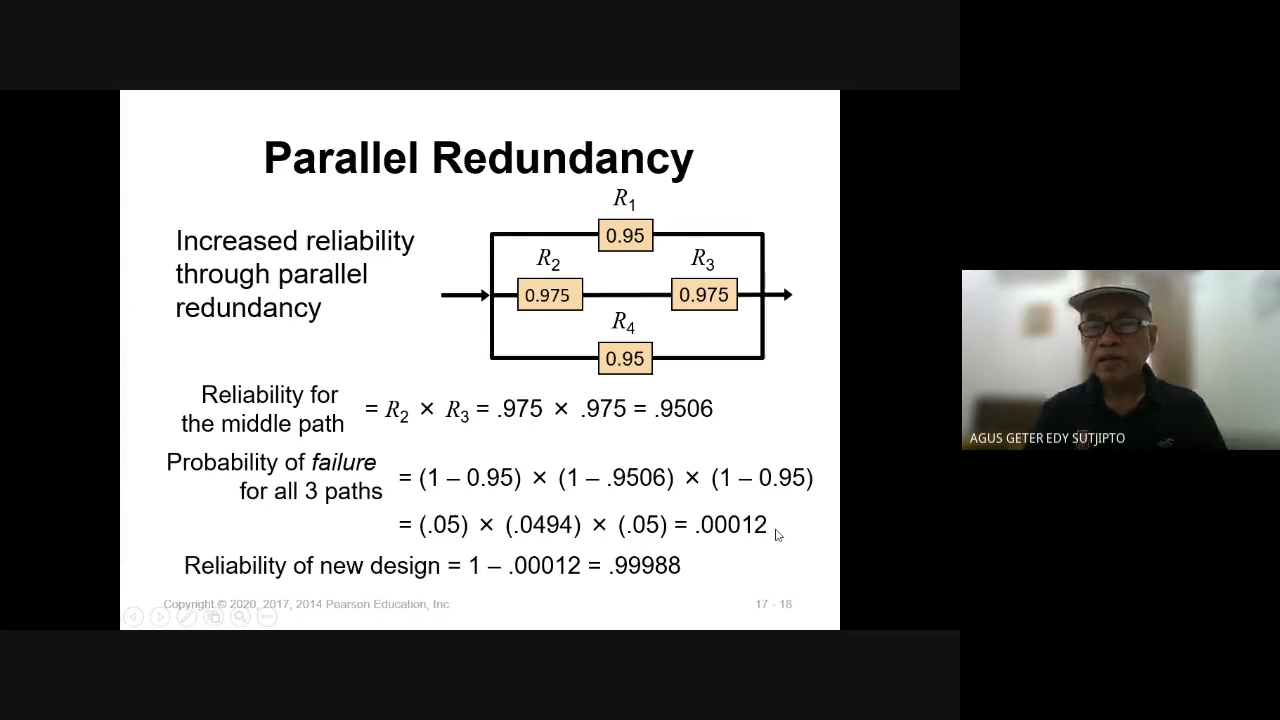 Parallel Redundancy
Increased reliability
through parallel
redundancy
R1
0.95
R2
R3
0.975
0.975
R4
0.95
Reliability for
the middle path
= R2 × R3 = .975 × .975 = .9506
Probability of failure
for all 3 paths
= (1 – 0.95) × (1 – .9506) × (1 – 0.95)
= (.05) × (.0494) × (.05) = .00012
Reliability of new design = 1 – .00012 = .99988
Copyright © 2020, 2017, 2014 Pearson Education, Inc.
17 - 18
AGUS GETER EDY SUTJIPTO